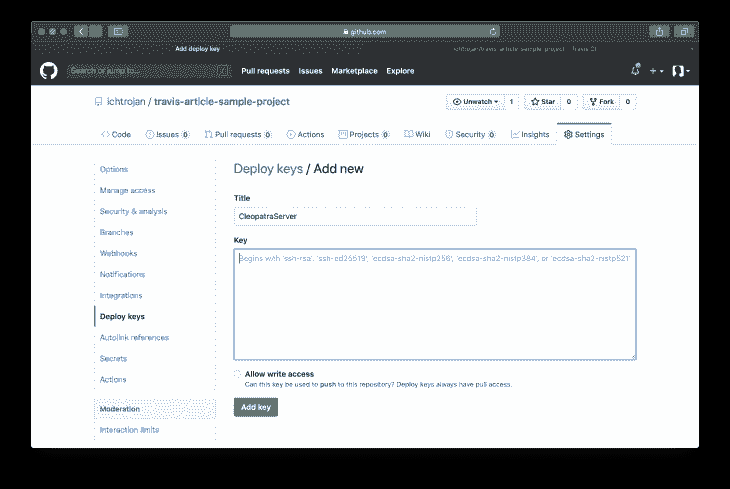 github.com
Add deploy key
ichtrojan/travis-article-sample-project - Travis CI
Search or jump to...
Pull requests Issues Marketplace Explore
ichtrojan / travis-article-sample-project
Unwatch 1 Star 0 Fork 0
Code Issues 0 Pull requests 0 Actions Projects 0 Wiki Security 0 Insights Settings
Options
Manage access
Security & analysis
Branches
Webhooks
Notifications
Integrations
Deploy keys
Autolink references
Secrets
Actions
Moderation
Interaction limits
Deploy keys / Add new
Title
CleopatraServer
Key
Begins with 'ssh-rsa', 'ssh-ed25519', 'ecdsa-sha2-nistp256', 'ecdsa-sha2-nistp384', or 'ecdsa-sha2-nistp521'
Allow write access
Can this key be used to push to this repository? Deploy keys always have pull access.
Add key